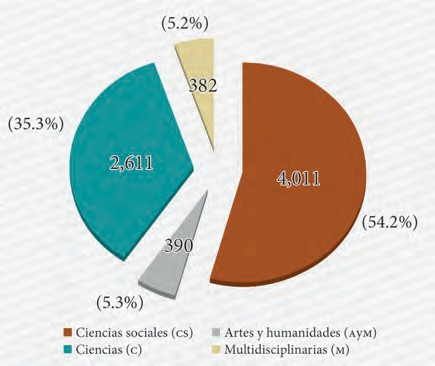 (5.2%)
382
(35.3%)
2,611
4,011
(54.2%)
390
(5.3%)
Ciencias sociales (CS)
Artes y humanidades (AyM)
Ciencias (C)
Multidisciplinarias (M)